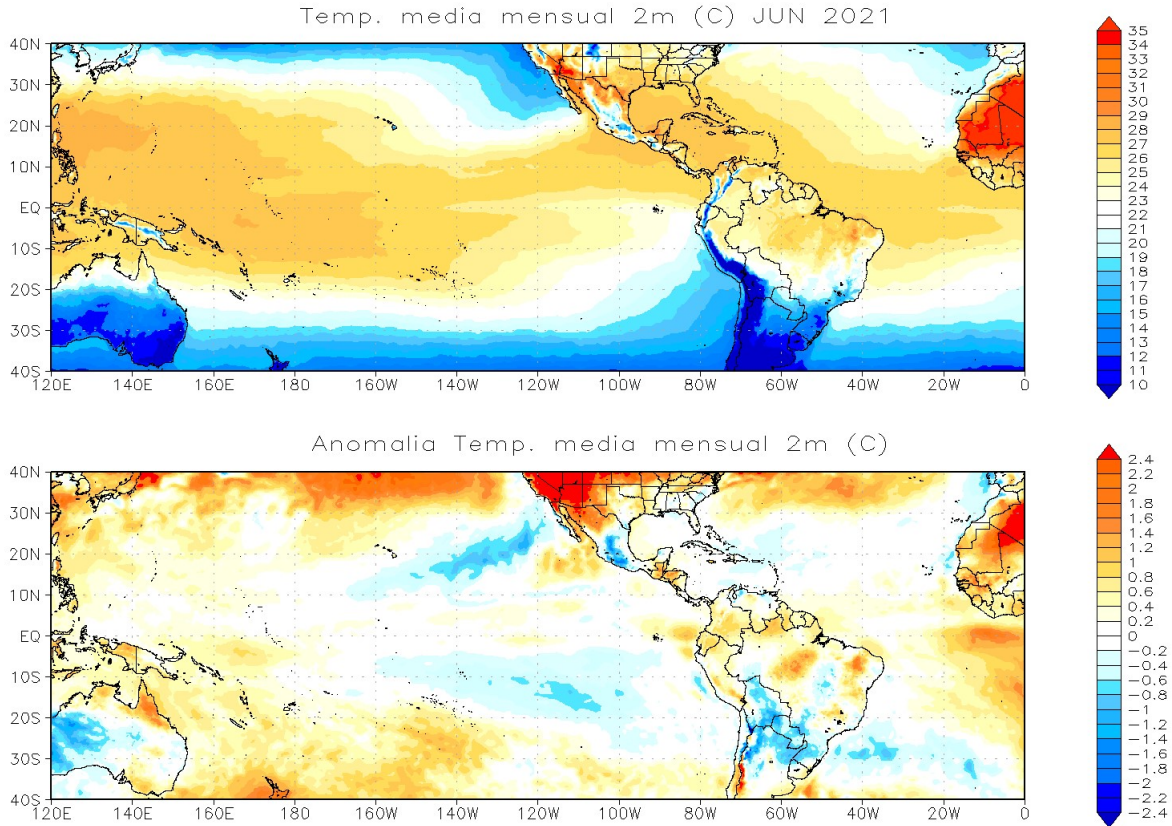 Temp. media mensual 2m (C) JUN 2021
40N
30N
20N
10N
EQ
10S
20S
30S
40S
120E 140E 160E 180 160W 140W 120W 100W 80W 60W 40W 20W 0
35
34
33
31
30
29
28
26
25
24
23
22
21
20
19
18
17
16
15
14
13
12
11
10
Anomalia Temp. media mensual 2m (C)
40N
30N
20N
10N
EQ
10S
20S
30S
40S
120E 140E 160E 180 160W 140W 120W 100W 80W 60W 40W 20W 0
2.4
2.2
2
1.8
1.6
1.4
1.2
1
0.8
0.6
0.4
0.2
0
-0.2
-0.4
-0.6
-0.8
-1
-1.2
-1.4
-1.6
-1.8
-2
-2.2
-2.4